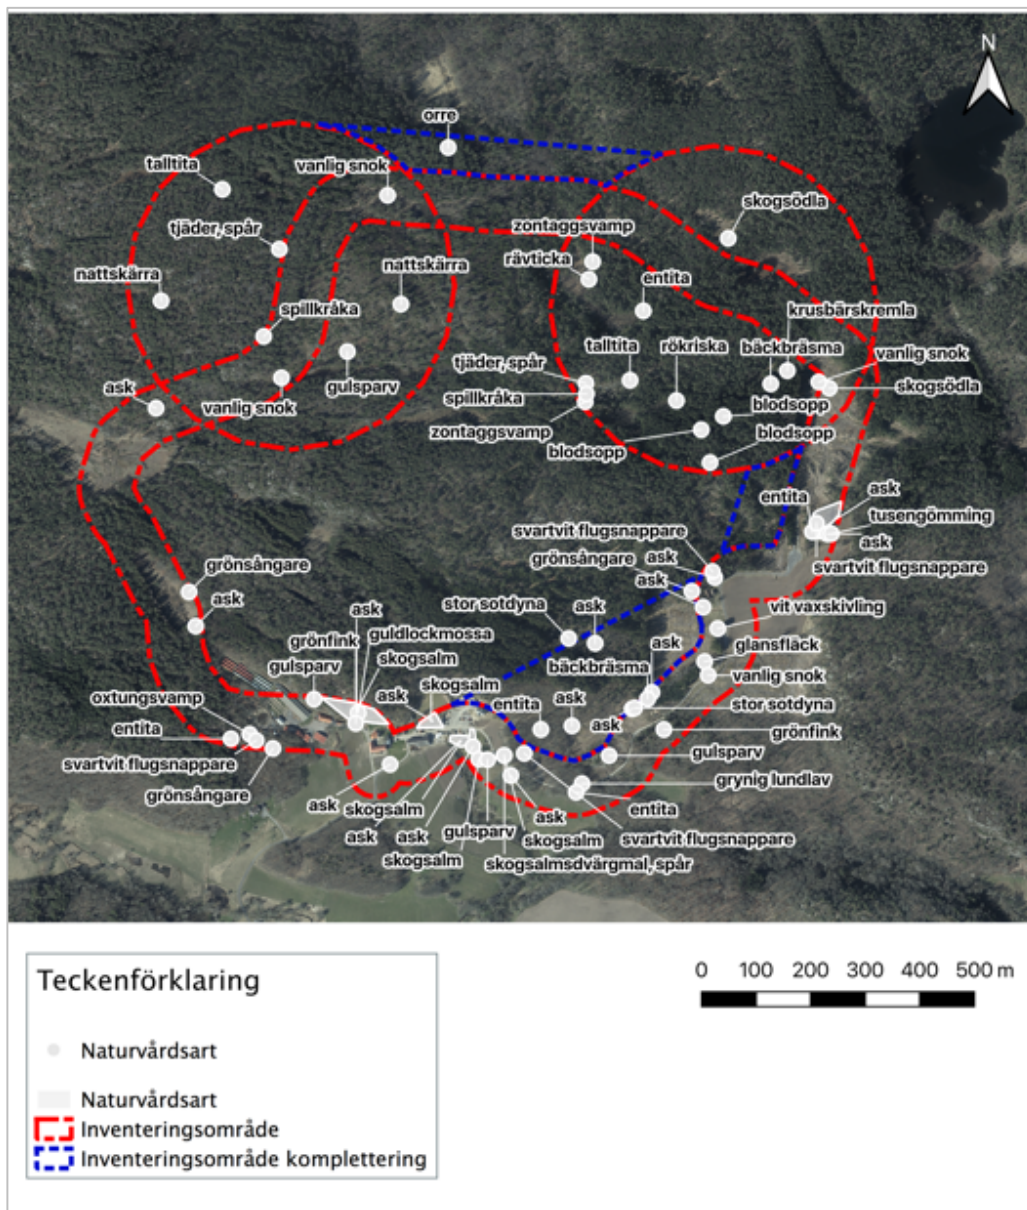 N
orre
talltita
vanlig snok
skogsödla
tjäder, spår
zontaggsvamp
rävticka
nattskärra
nattskärra
entita
spillkråka
krusbärskremla
talltita
rökriska
bäckbräsma
vanlig snok
tjäder, spår
gulsparv
ask
spillkråka
skogsödla
vanlig snok
blodsopp
zontaggsvamp
blodsopp
blodsopp
entita
ask
tusengömming
svartvit flugsnappare
ask
grönsångare
ask
svartvit flugsnappare
grönsångare
ask
ask
vit vaxskivling
stor sotdyna
ask
ask
grönfink
guldlockmossa
ask
glansfläck
gulsparv
skogsalm
bäckbräsma
vanlig snok
ask
skogsalm
oxtungsvamp
entita
ask
stor sotdyna
entita
ask
grönfink
svartvit flugsnappare
gulsparv
grönsångare
grynig lundlav
ask
skogsalm
entita
ask
ask
gulsparv
ask
skogsalm
svartvit flugsnappare
skogsalm
skogsalmsdvärgmal, spår
Teckenförklaring
Naturvårdsart
Naturvårdsart
Inventeringsområde
Inventeringsområde komplettering
0 100 200 300 400 500 m